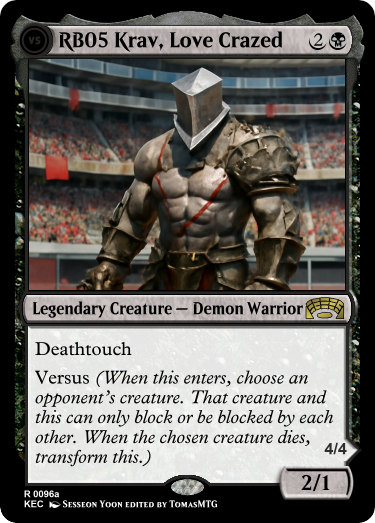 VS RB05 Krav, Love Crazed 2
Legendary Creature — Demon Warrior
Deathtouch
Versus (When this enters, choose an
opponent's creature. That creature and
this can only block or be blocked by each
other. When the chosen creature dies,
transform this.)
4/4
2/1
R 0096a
KEC Sesseon Yoon edited by TomasMTG